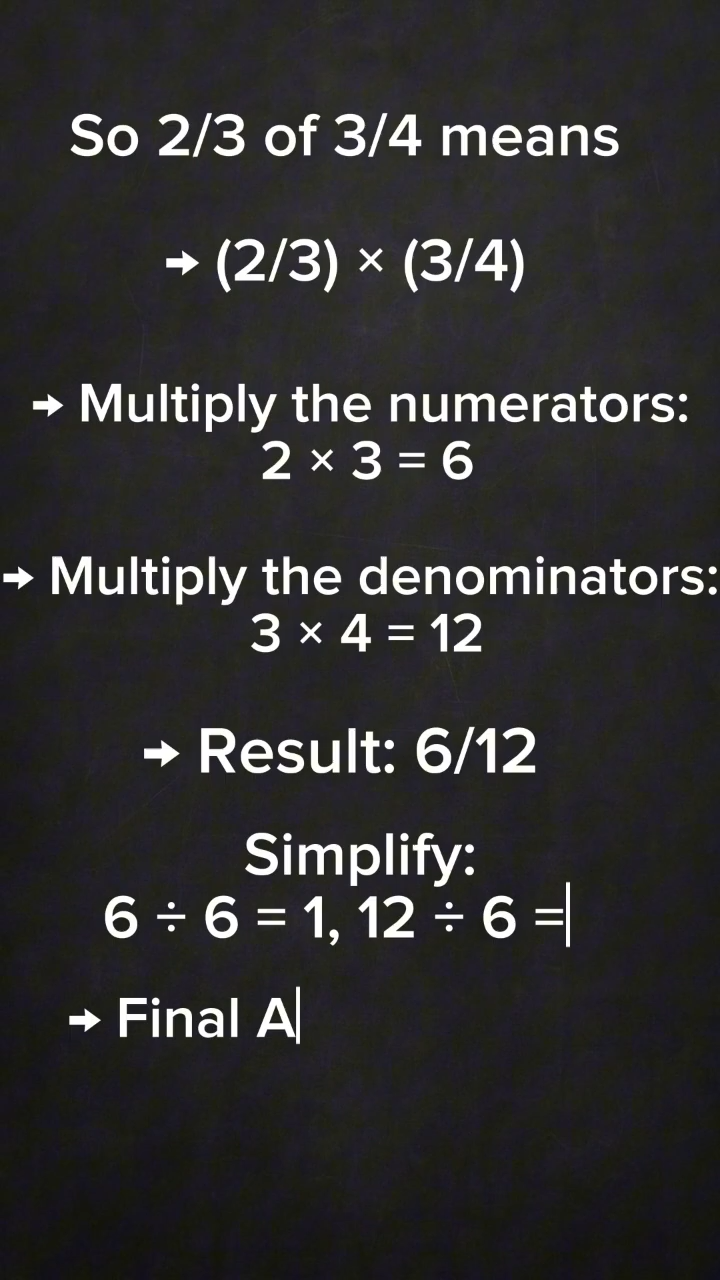 So 2/3 of 3/4 means
➜ (2/3) × (3/4)
➜ Multiply the numerators:
2 × 3 = 6
➜ Multiply the denominators:
3 × 4 = 12
➜ Result: 6/12
Simplify:
6 ÷ 6 = 1, 12 ÷ 6 =
➜ Final A